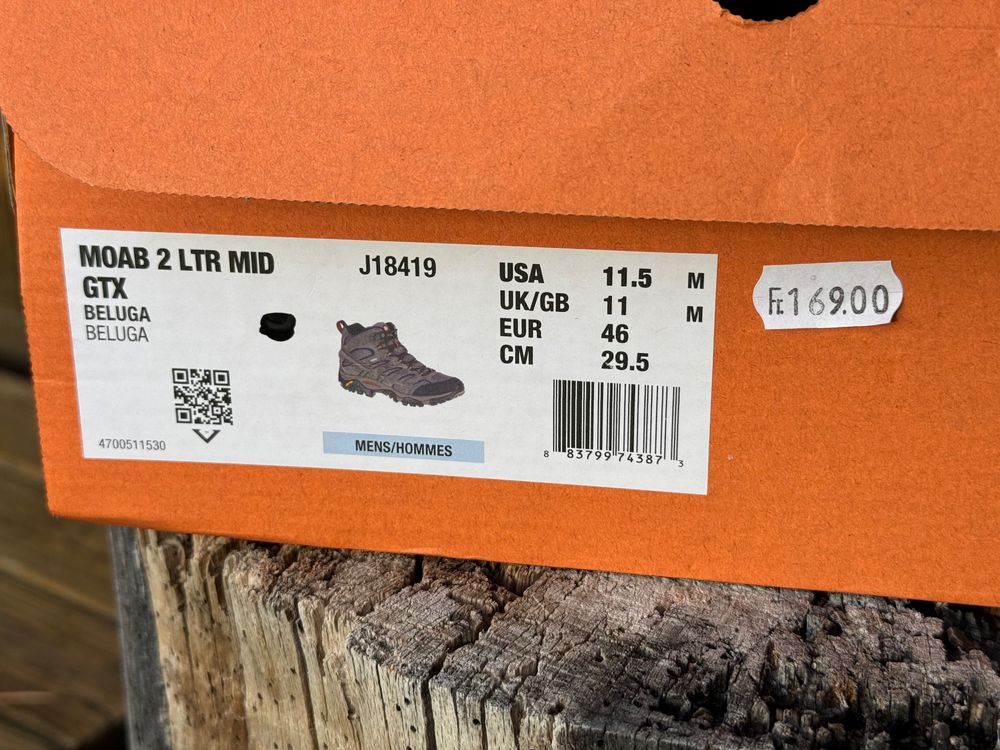 MOAB 2 LTR MID
GTX
BELUGA
BELUGA
4700511530
J18419
MENS/HOMMES
USA 11.5 M
UK/GB 11 M
EUR 46
CM 29.5
8 83799 74387 3
Fr.169.00